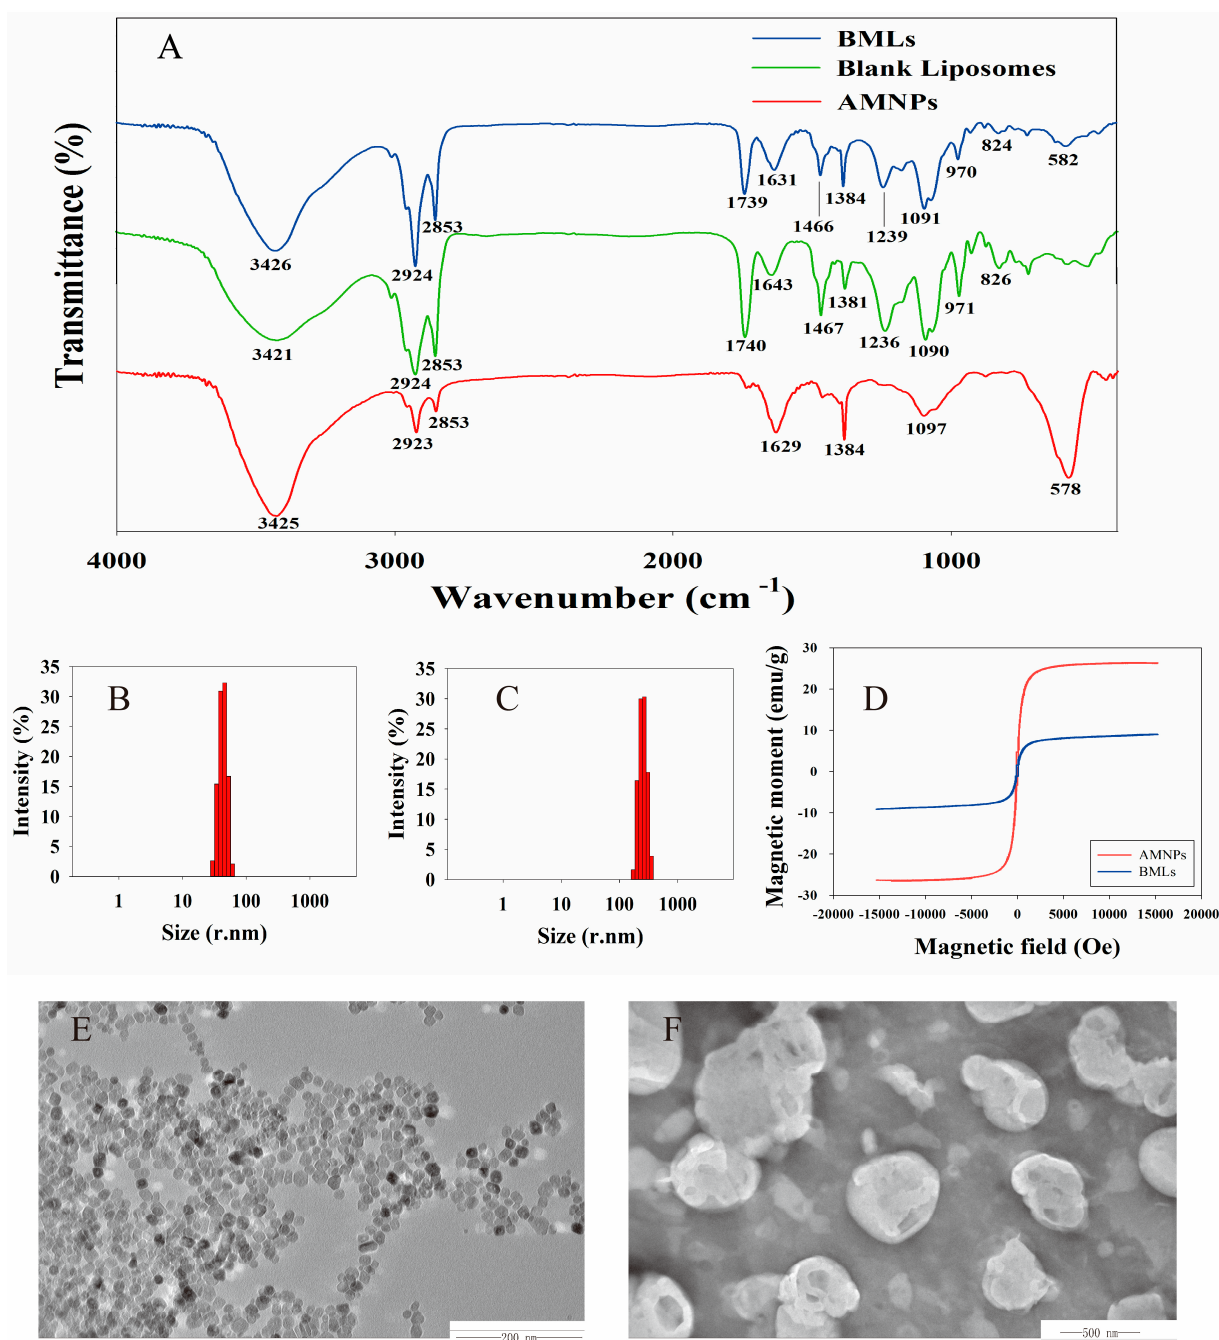 A
BMLs
Blank Liposomes
AMNPs
Transmittance (%)
3426
2924
2853
1739
1631
1466
1384
1239
1091
970
824
582
3421
2924
2853
1740
1643
1467
1381
1236
1090
971
826
3425
2923
2853
1629
1384
1097
578
4000 3000 2000 1000
Wavenumber (cm -1)
B
Intensity (%)
35
30
25
20
15
10
5
0
1 10 100 1000
Size (r.nm)
C
Intensity (%)
35
30
25
20
15
10
5
0
1 10 100 1000
Size (r.nm)
D
Magnetic moment (emu/g)
30
20
10
0
-10
-20
-30
AMNPs
BMLs
-20000 -15000 -10000 -5000 0 5000 10000 15000 20000
Magnetic field (Oe)
E
200 nm
F
500 nm